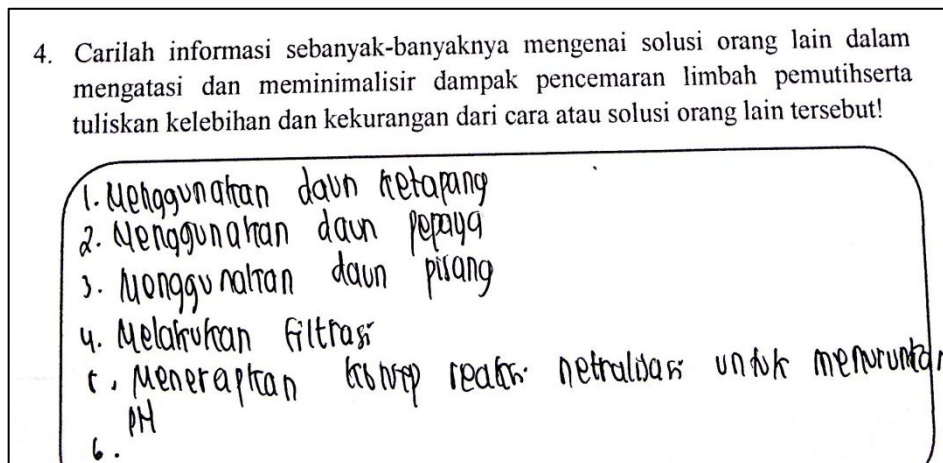 4. Carilah informasi sebanyak-banyaknya mengenai solusi orang lain dalam
mengatasi dan meminimalisir dampak pencemaran limbah pemutihserta
tuliskan kelebihan dan kekurangan dari cara atau solusi orang lain tersebut!
1. Menggunakan daun ketapang
2. Menggunakan daun pepaya
3. Menggunakan daun pisang
4. Melakukan Filtrasi
5. Menerapkan konsep reaksi netralisasi untuk menurunkan
pH
6.